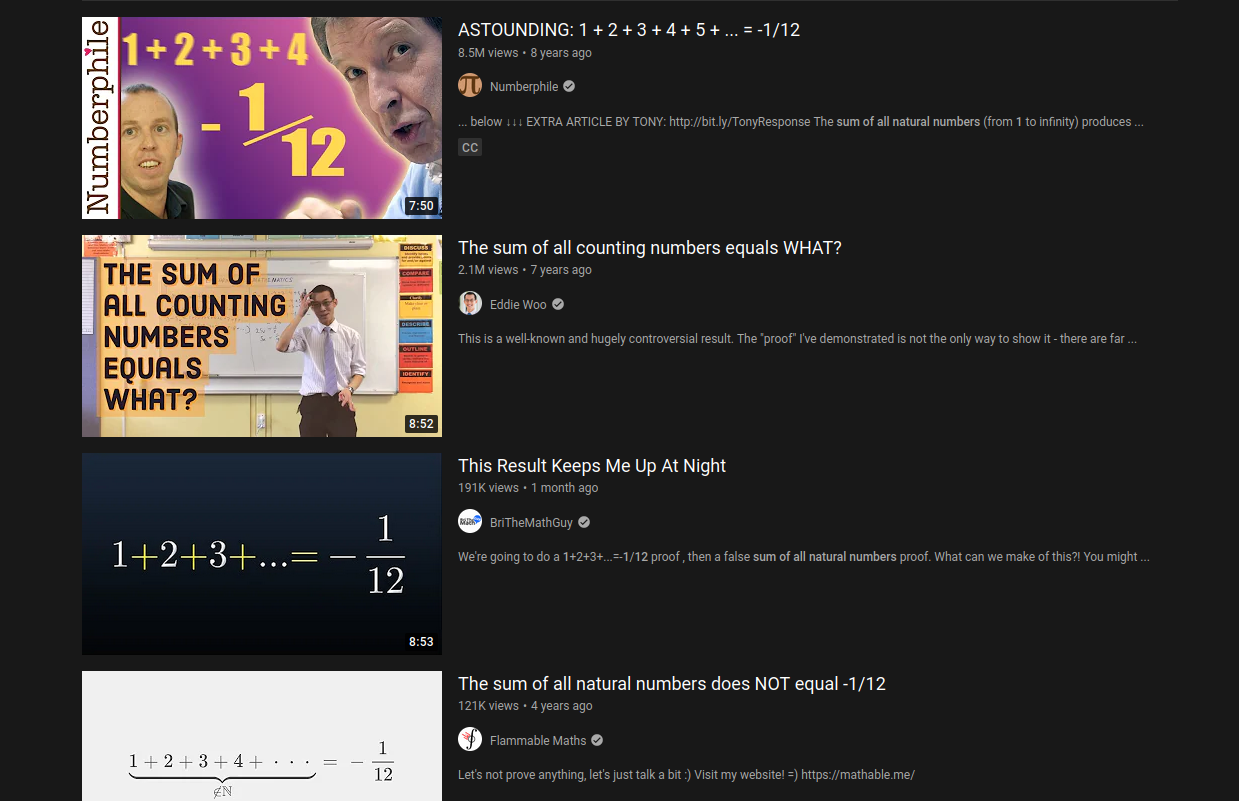 Numberphile
1 + 2 + 3 + 4
- 1/12
7:50
ASTOUNDING: 1 + 2 + 3 + 4 + 5 + ... = -1/12
8.5M views • 8 years ago
Numberphile
... below ↓↓↓ EXTRA ARTICLE BY TONY: http://bit.ly/TonyResponse The sum of all natural numbers (from 1 to infinity) produces ...
CC
THE SUM OF
ALL COUNTING
NUMBERS
EQUALS
WHAT?
DISCUSS
COMPARE
Clarify
DESCRIBE
OUTLINE
IDENTIFY
8:52
The sum of all counting numbers equals WHAT?
2.1M views • 7 years ago
Eddie Woo
This is a well-known and hugely controversial result. The "proof" I've demonstrated is not the only way to show it - there are far ...
1+2+3+...= - 1/12
8:53
This Result Keeps Me Up At Night
191K views • 1 month ago
BriTheMathGuy
We're going to do a 1+2+3+...=-1/12 proof , then a false sum of all natural numbers proof. What can we make of this?! You might ...
1 + 2 + 3 + 4 + · · · = - 1/12
∉ℕ
The sum of all natural numbers does NOT equal -1/12
121K views • 4 years ago
Flammable Maths
Let's not prove anything, let's just talk a bit :) Visit my website! =) https://mathable.me/